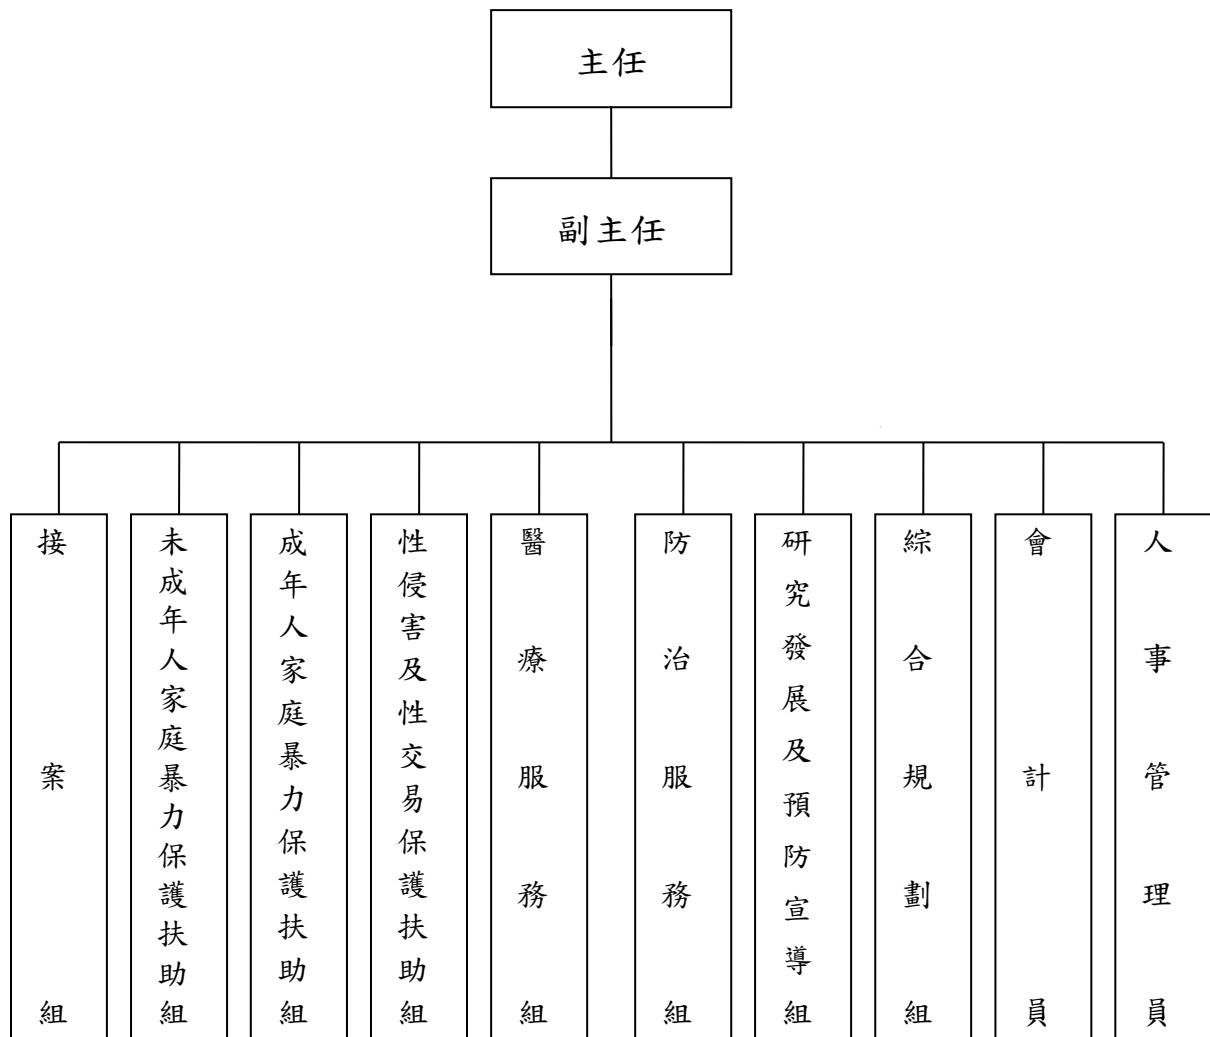 主任
副主任
接案組
未成年人家庭暴力保護扶助組
成年人家庭暴力保護扶助組
性侵害及性交易保護扶助組
醫療服務組
防治服務組
研究發展及預防宣導組
綜合規劃組
會計員
人事管理員